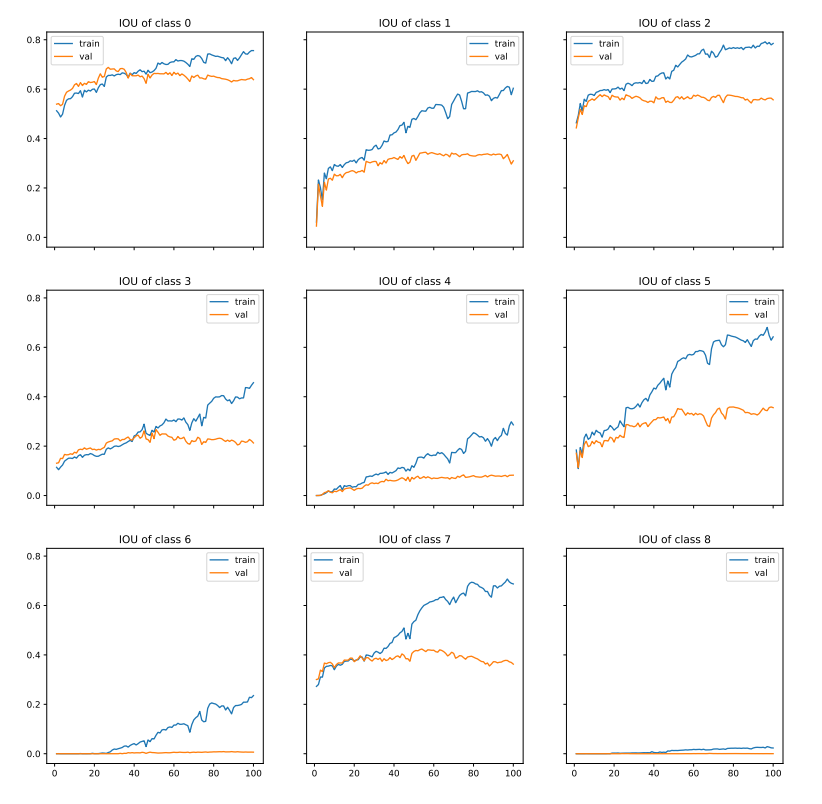 IOU of class 0
IOU of class 1
IOU of class 2
0.8
0.6
0.4
0.2
0.0
train
val
train
val
train
val
IOU of class 3
IOU of class 4
IOU of class 5
0.8
0.6
0.4
0.2
0.0
train
val
train
val
train
val
IOU of class 6
IOU of class 7
IOU of class 8
0.8
0.6
0.4
0.2
0.0
train
val
train
val
train
val
0 20 40 60 80 100
0 20 40 60 80 100
0 20 40 60 80 100